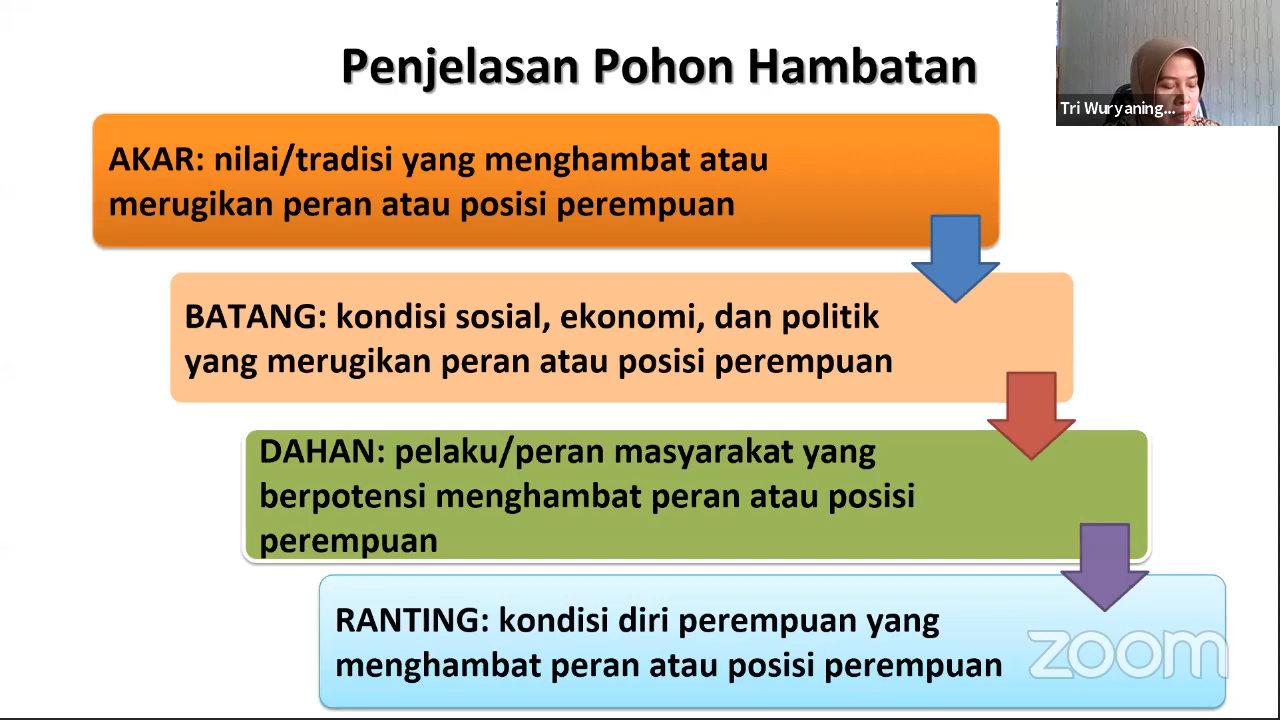 Penjelasan Pohon Hambatan
Tri Wuryaning...
AKAR: nilai/tradisi yang menghambat atau
merugikan peran atau posisi perempuan
BATANG: kondisi sosial, ekonomi, dan politik
yang merugikan peran atau posisi perempuan
DAHAN: pelaku/peran masyarakat yang
berpotensi menghambat peran atau posisi
perempuan
RANTING: kondisi diri perempuan yang
menghambat peran atau posisi perempuan
zoom